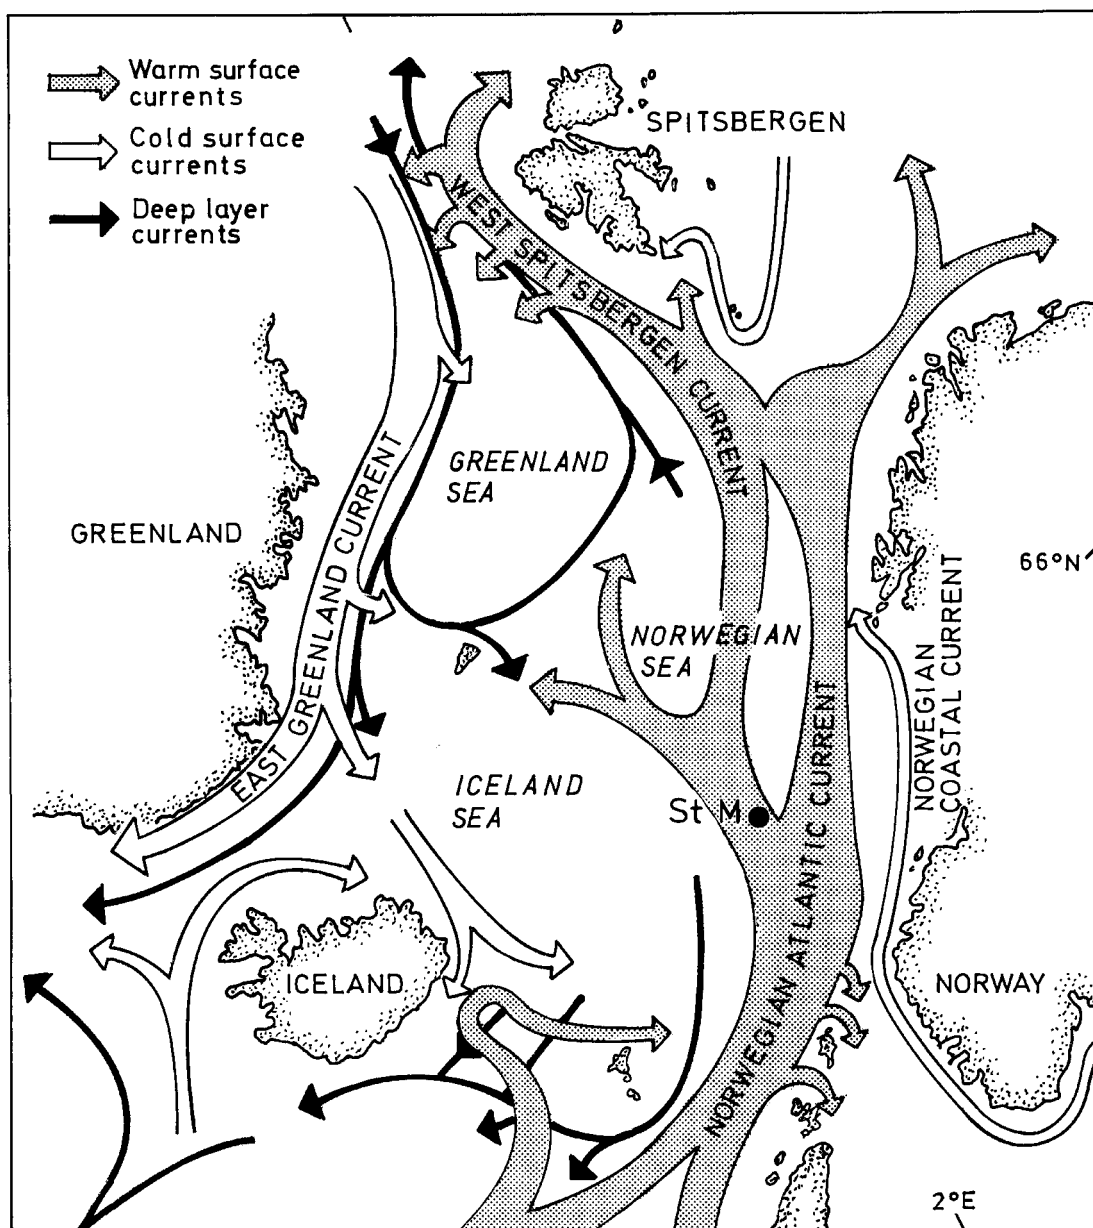 Warm surface
currents
Cold surface
currents
Deep layer
currents
SPITSBERGEN
WEST SPITSBERGEN CURRENT
GREENLAND
SEA
GREENLAND
EAST GREENLAND CURRENT
66°N
NORWEGIAN
SEA
NORWEGIAN
COASTAL CURRENT
ICELAND
SEA
St M
NORWEGIAN ATLANTIC CURRENT
ICELAND
NORWAY
2°E